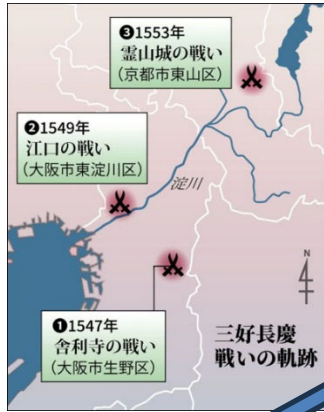 ❸1553年
霊山城の戦い
(京都市東山区)
❷1549年
江口の戦い
(大阪市東淀川区)
淀川
N
❶1547年
舎利寺の戦い
(大阪市生野区)
三好長慶
戦いの軌跡